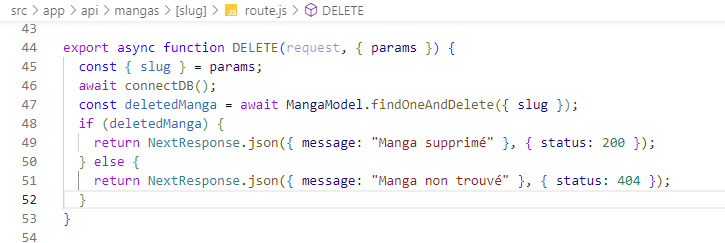 src > app > api > mangas > [slug] > JS route.js > DELETE
43
44 export async function DELETE(request, { params }) {
45 const { slug } = params;
46 await connectDB();
47 const deletedManga = await MangaModel.findOneAndDelete({ slug });
48 if (deletedManga) {
49 return NextResponse.json({ message: "Manga supprimé" }, { status: 200 });
50 } else {
51 return NextResponse.json({ message: "Manga non trouvé" }, { status: 404 });
52 }
53 }
54